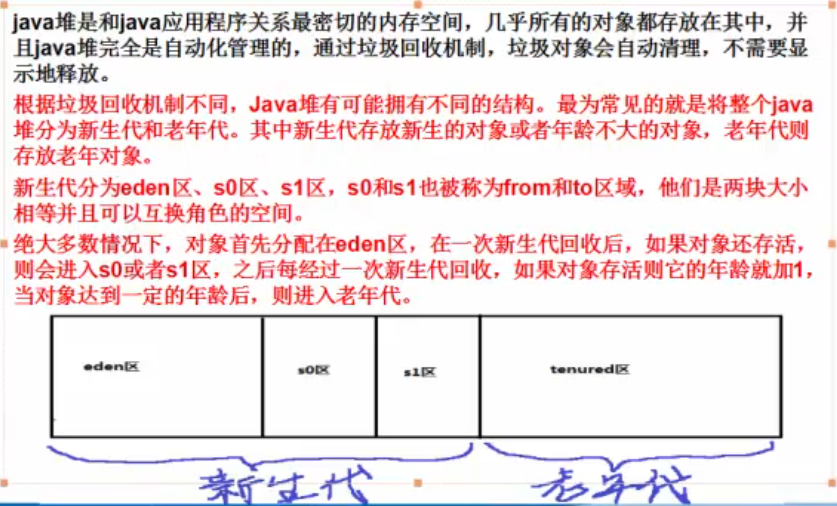 java堆是和java应用程序关系最密切的内存空间，几乎所有的对象都存放在其中，并
且java堆完全是自动化管理的，通过垃圾回收机制，垃圾对象会自动清理，不需要显
示地释放。
根据垃圾回收机制不同，Java堆有可能拥有不同的结构。最为常见的就是将整个java
堆分为新生代和老年代。其中新生代存放新生的对象或者年龄不大的对象，老年代则
存放老年对象。
新生代分为eden区、s0区、s1区，s0和s1也被称为from和to区域，他们是两块大小
相等并且可以互换角色的空间。
绝大多数情况下，对象首先分配在eden区，在一次新生代回收后，如果对象还存活，
则会进入s0或者s1区，之后每经过一次新生代回收，如果对象存活则它的年龄就加1，
当对象达到一定的年龄后，则进入老年代。
eden区 s0区 s1区 tenured区
新生代 老年代